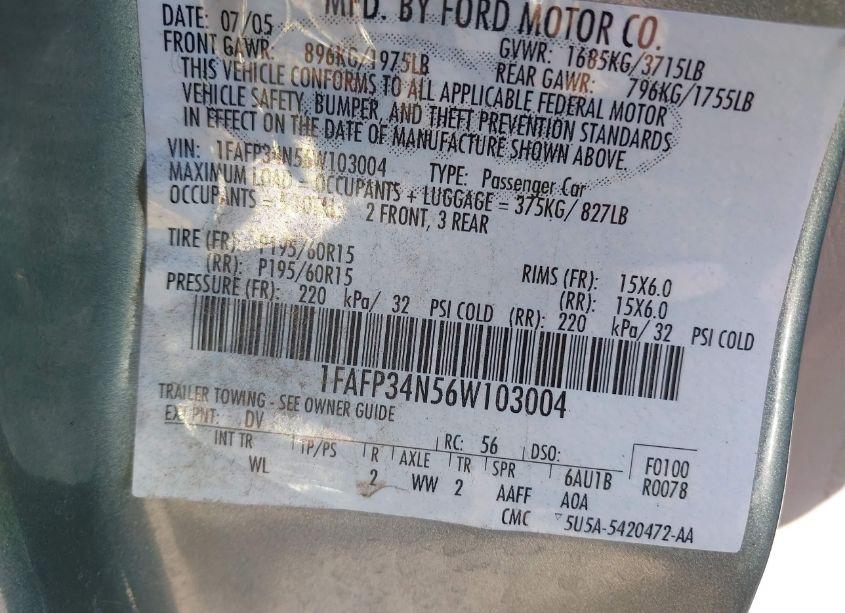 MFD. BY FORD MOTOR CO.
DATE: 07/05 GVWR: 1685KG/3715LB
FRONT GAWR: 896KG/1975LB REAR GAWR: 796KG/1755LB
THIS VEHICLE CONFORMS TO ALL APPLICABLE FEDERAL MOTOR
VEHICLE SAFETY, BUMPER, AND THEFT PREVENTION STANDARDS
IN EFFECT ON THE DATE OF MANUFACTURE SHOWN ABOVE.
VIN: 1FAFP34N56W103004 TYPE: Passenger Car
MAXIMUM LOAD = OCCUPANTS + LUGGAGE = 375KG/827LB
OCCUPANTS = 5 TOTAL 2 FRONT, 3 REAR
TIRE (FR): P195/60R15 RIMS (FR): 15X6.0
(RR): P195/60R15 (RR): 15X6.0
PRESSURE (FR): 220 kPa/ 32 PSI COLD (RR): 220 kPa/ 32 PSI COLD
1FAFP34N56W103004
TRAILER TOWING - SEE OWNER GUIDE
EXT PNT: DV RC: 56 DSO: F0100
INT TR TP/PS R AXLE TR SPR 6AU1B R0078
WL 2 WW 2 AAFF A0A
CMC 5U5A-5420472-AA